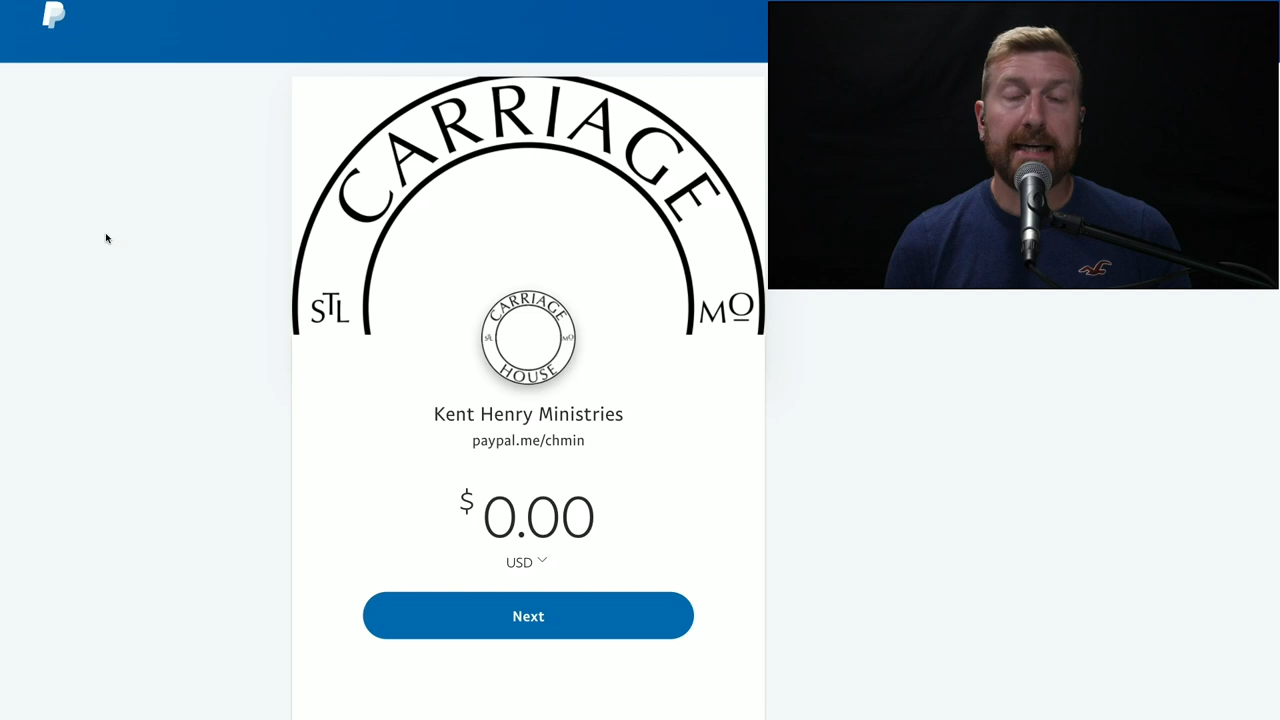 CARRIAGE
STL
MO
CARRIAGE
STL
MO
HOUSE
Kent Henry Ministries
paypal.me/chmin
$ 0.00
USD
Next